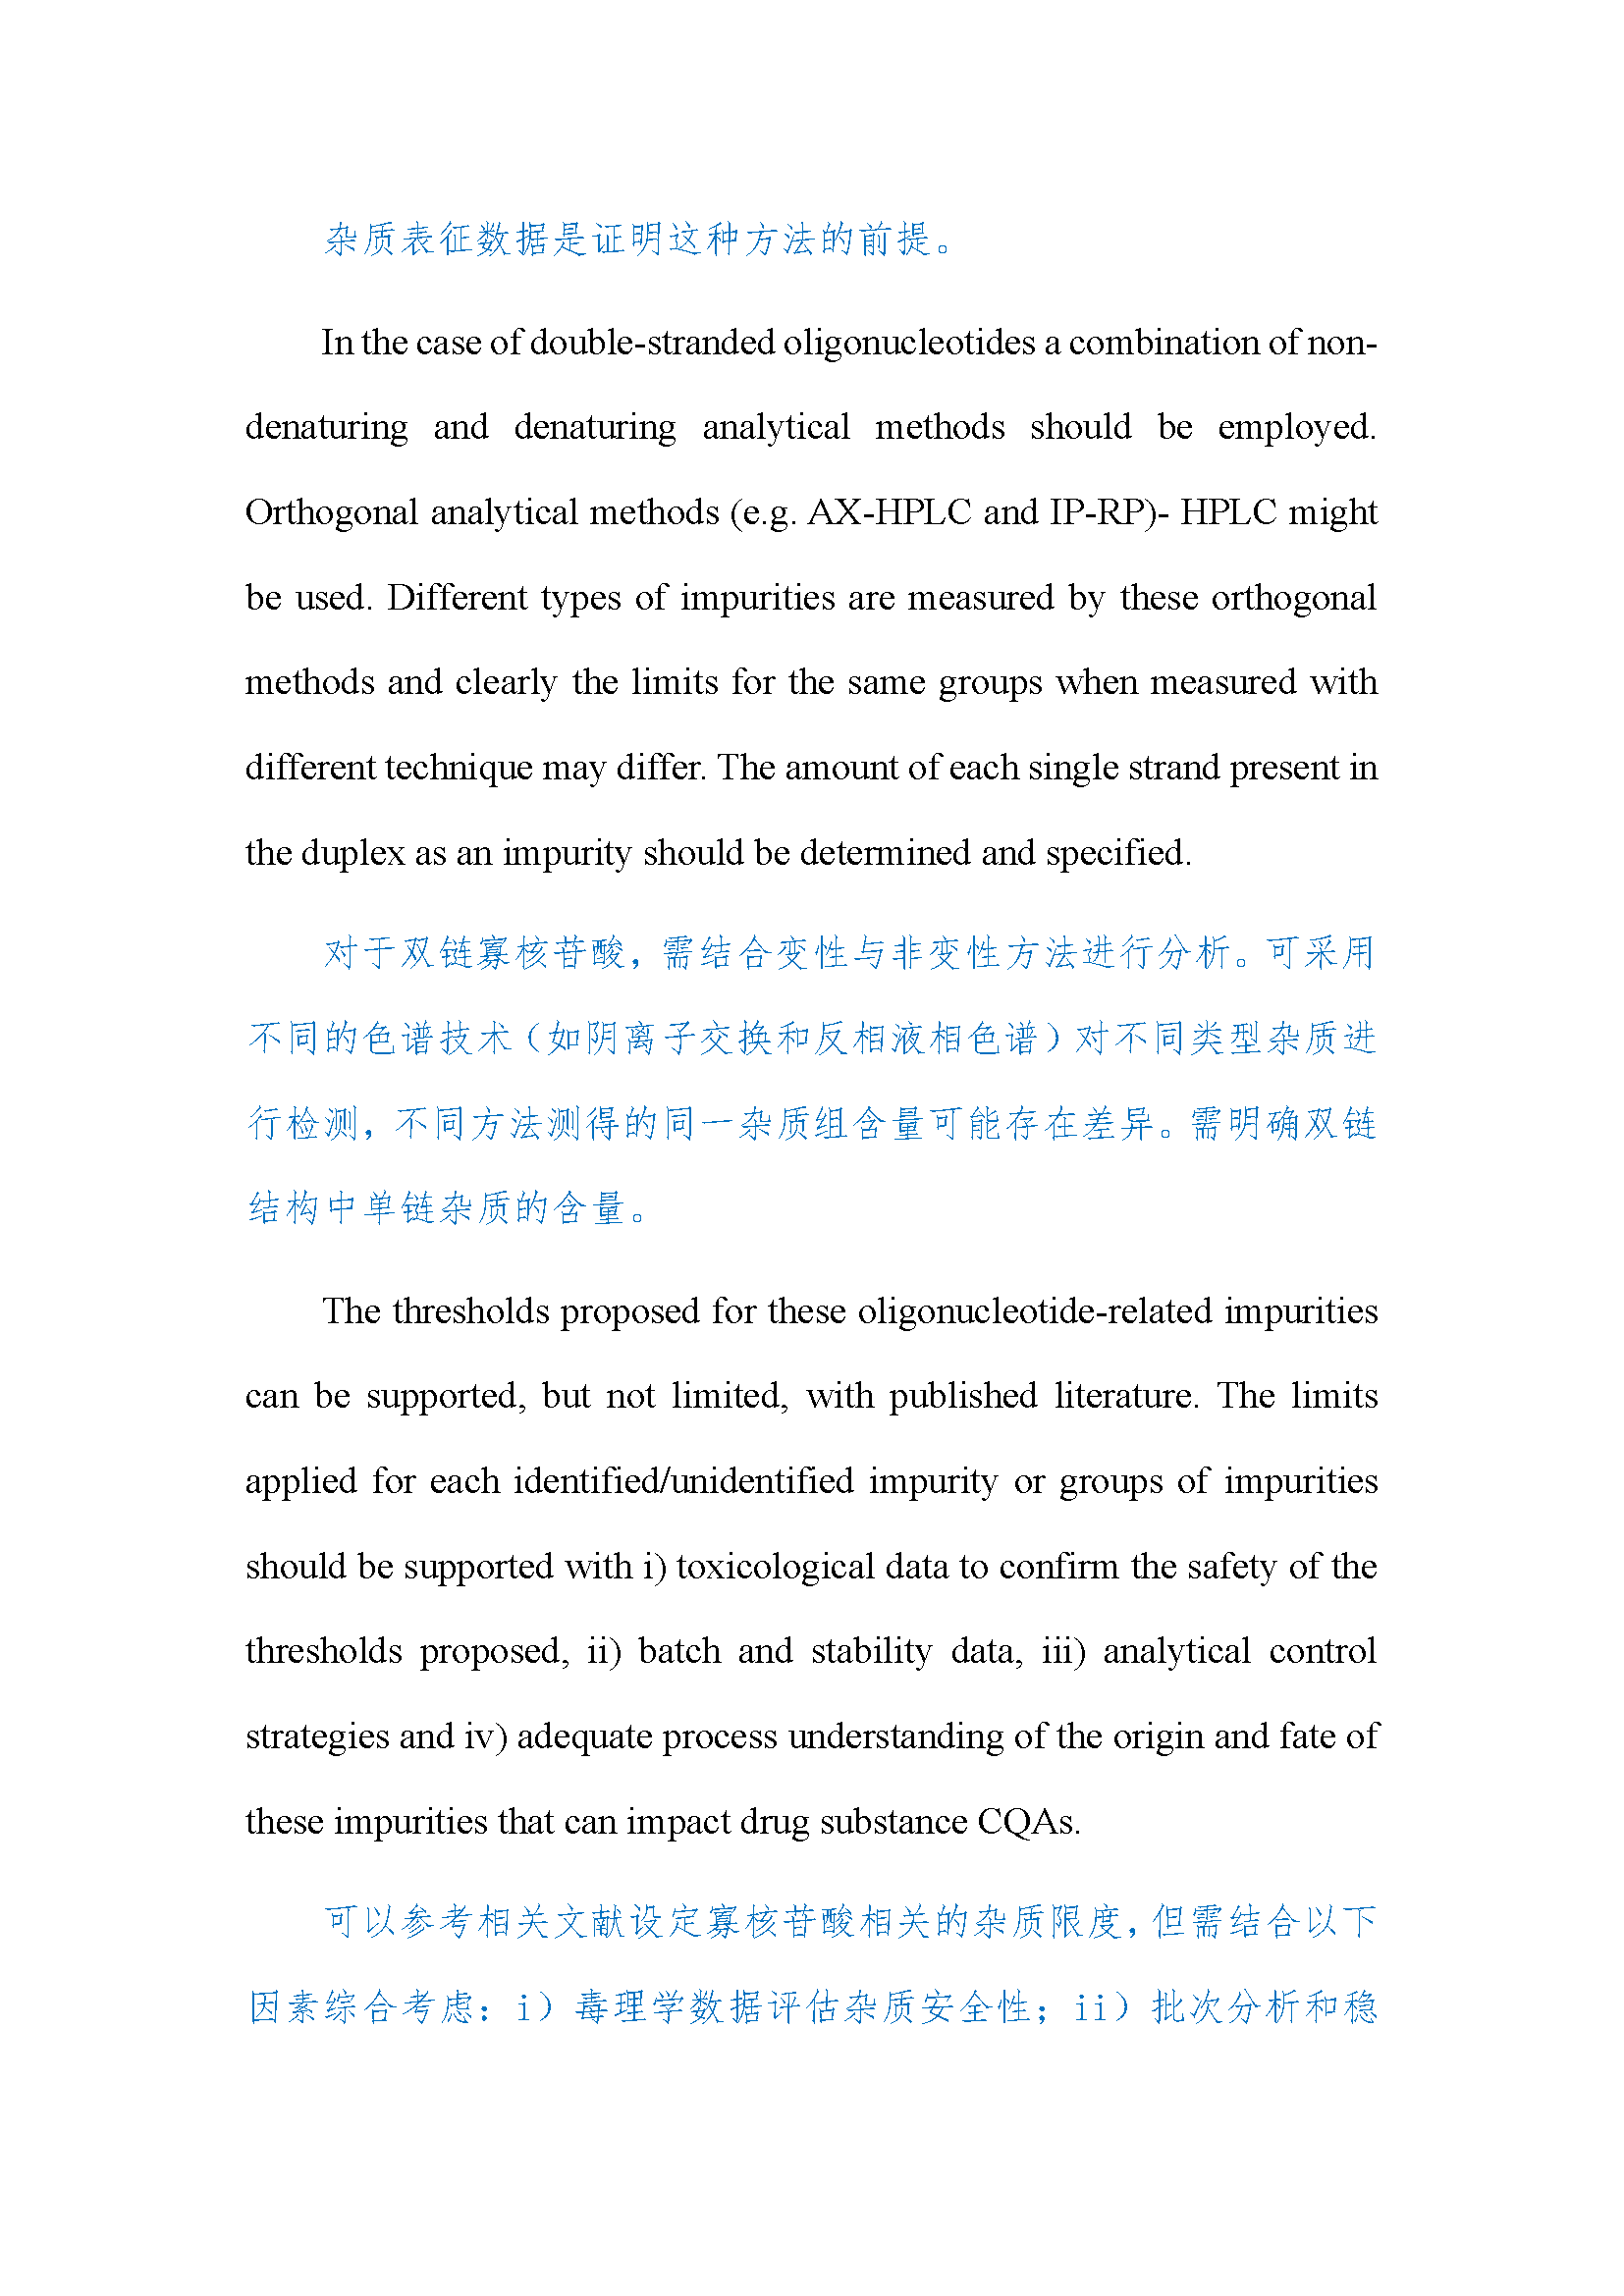 杂质表征数据是证明这种方法的前提。
In the case of double-stranded oligonucleotides a combination of non-
denaturing and denaturing analytical methods should be employed.
Orthogonal analytical methods (e.g. AX-HPLC and IP-RP)- HPLC might
be used. Different types of impurities are measured by these orthogonal
methods and clearly the limits for the same groups when measured with
different technique may differ. The amount of each single strand present in
the duplex as an impurity should be determined and specified.
对于双链寡核苷酸，需结合变性与非变性方法进行分析。可采用
不同的色谱技术（如阴离子交换和反相液相色谱）对不同类型杂质进
行检测，不同方法测得的同一杂质组含量可能存在差异。需明确双链
结构中单链杂质的含量。
The thresholds proposed for these oligonucleotide-related impurities
can be supported, but not limited, with published literature. The limits
applied for each identified/unidentified impurity or groups of impurities
should be supported with i) toxicological data to confirm the safety of the
thresholds proposed, ii) batch and stability data, iii) analytical control
strategies and iv) adequate process understanding of the origin and fate of
these impurities that can impact drug substance CQAs.
可以参考相关文献设定寡核苷酸相关的杂质限度，但需结合以下
因素综合考虑：i）毒理学数据评估杂质安全性；ii）批次分析和稳